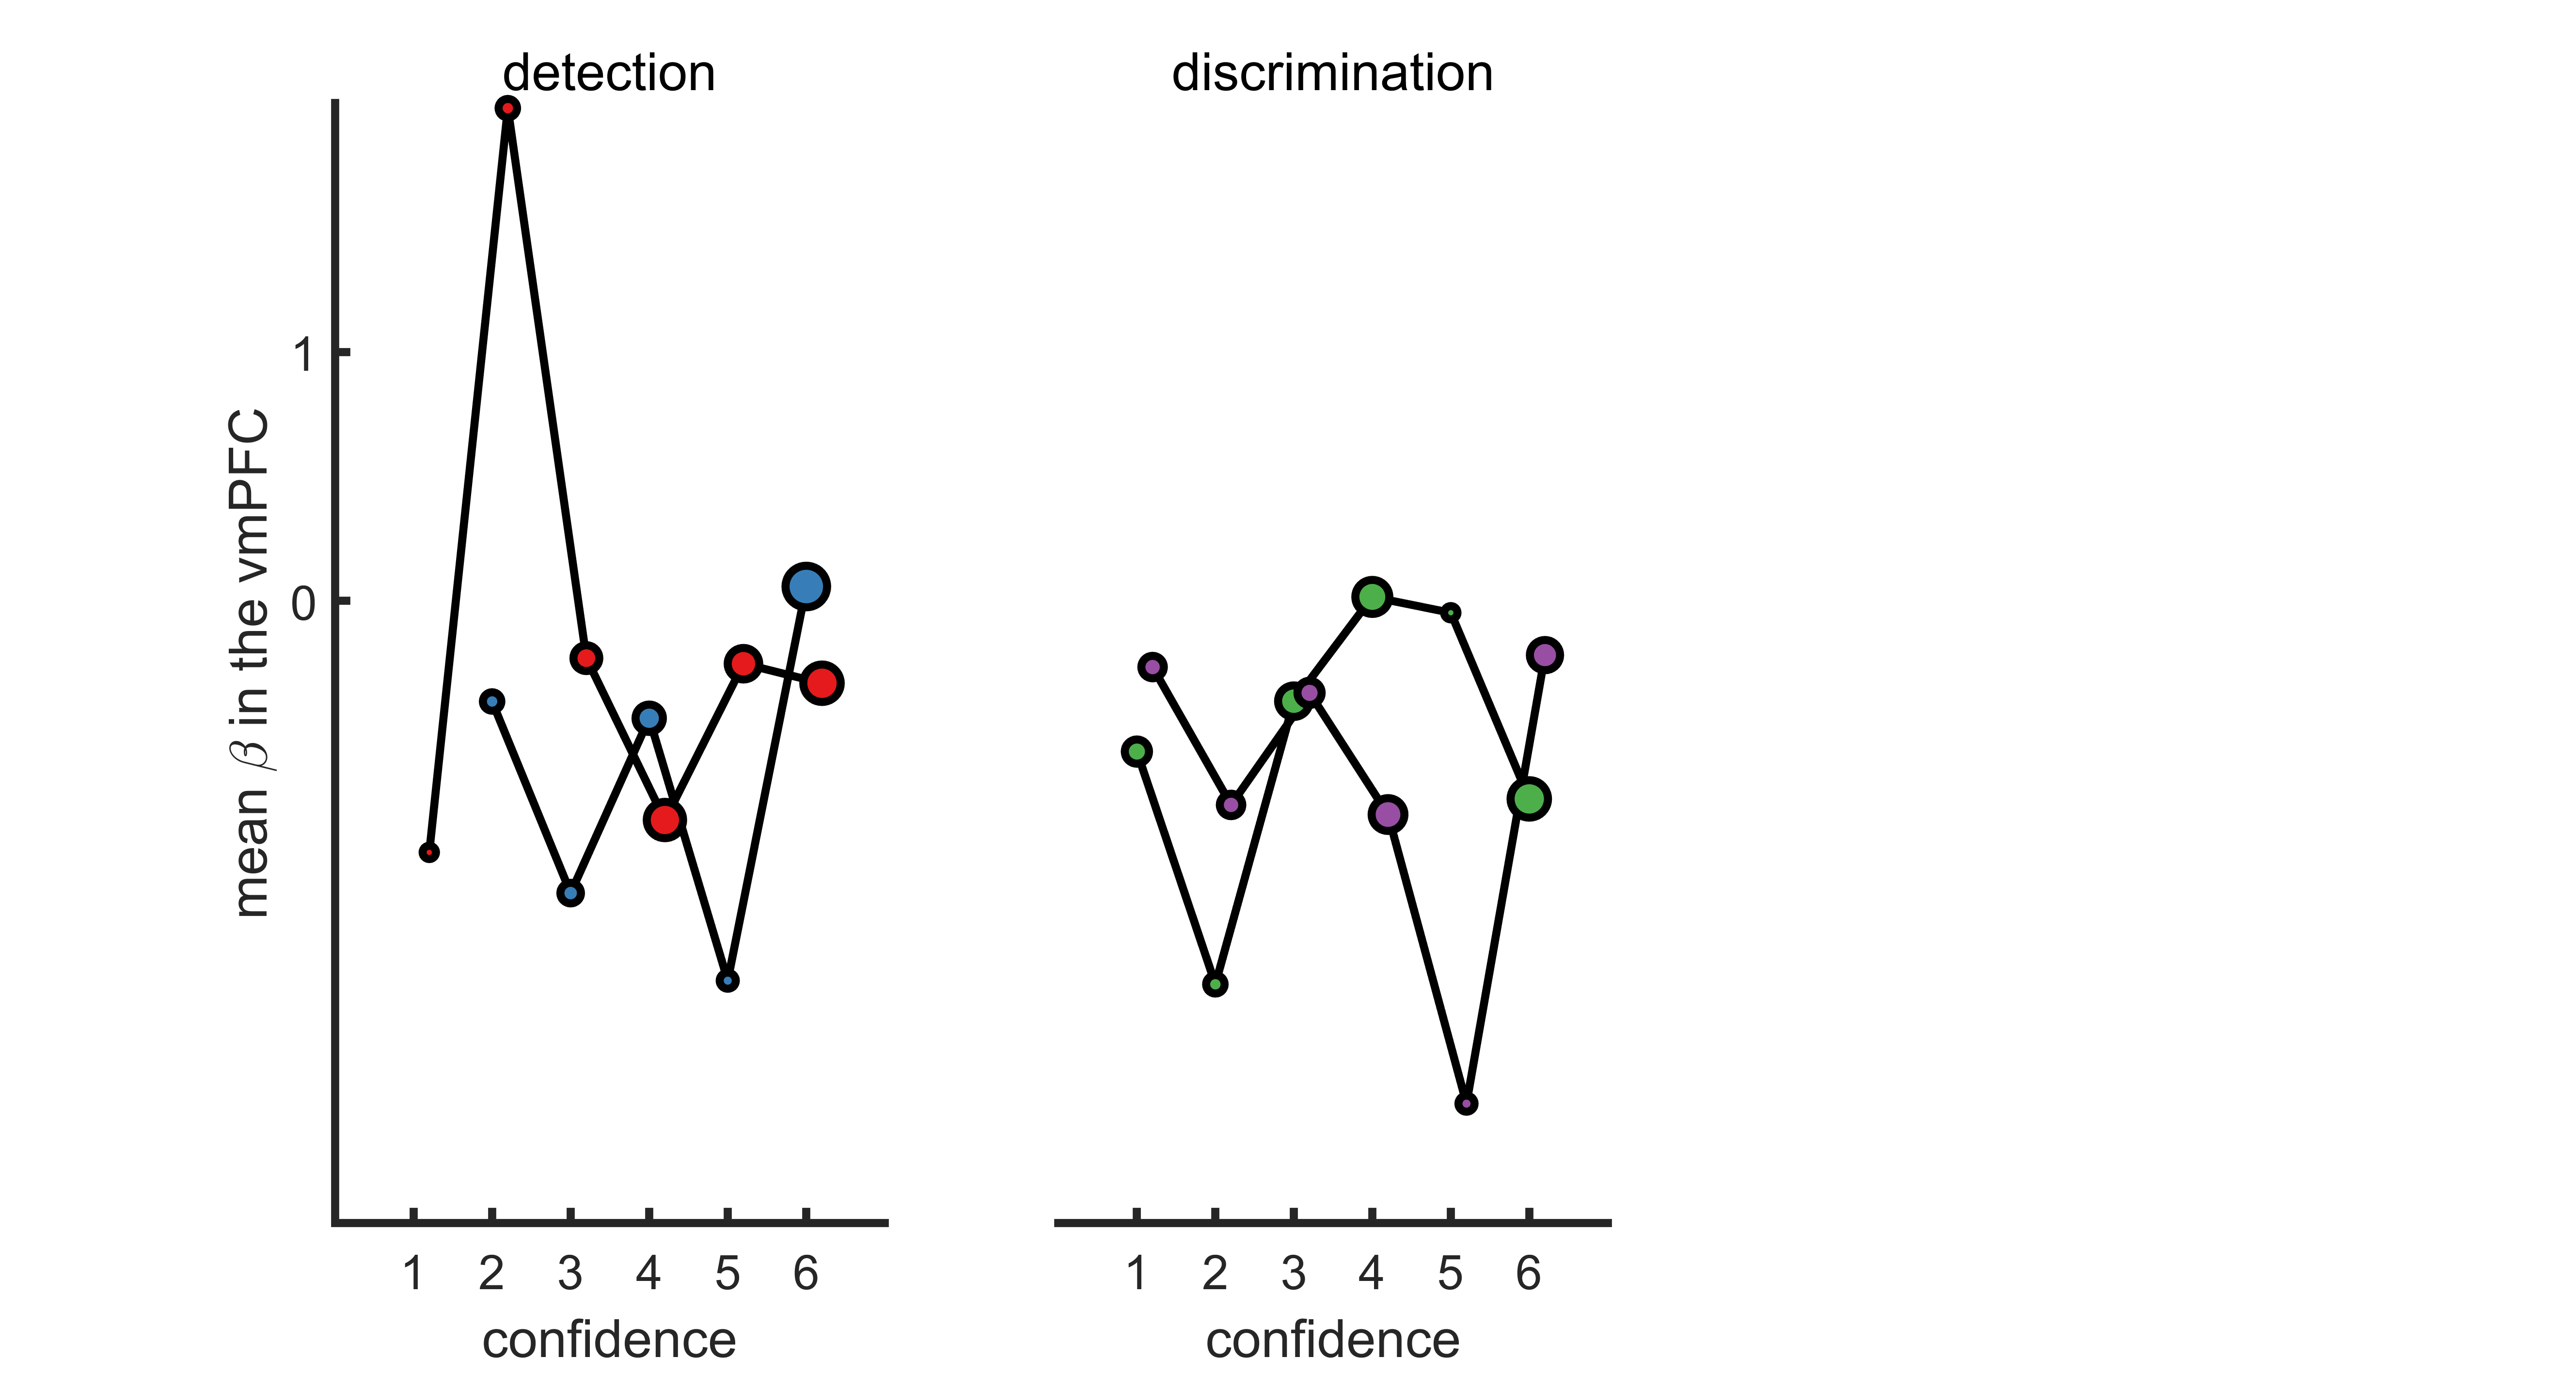 detection
discrimination
1
0
mean β in the vmPFC
1 2 3 4 5 6
1 2 3 4 5 6
confidence
confidence